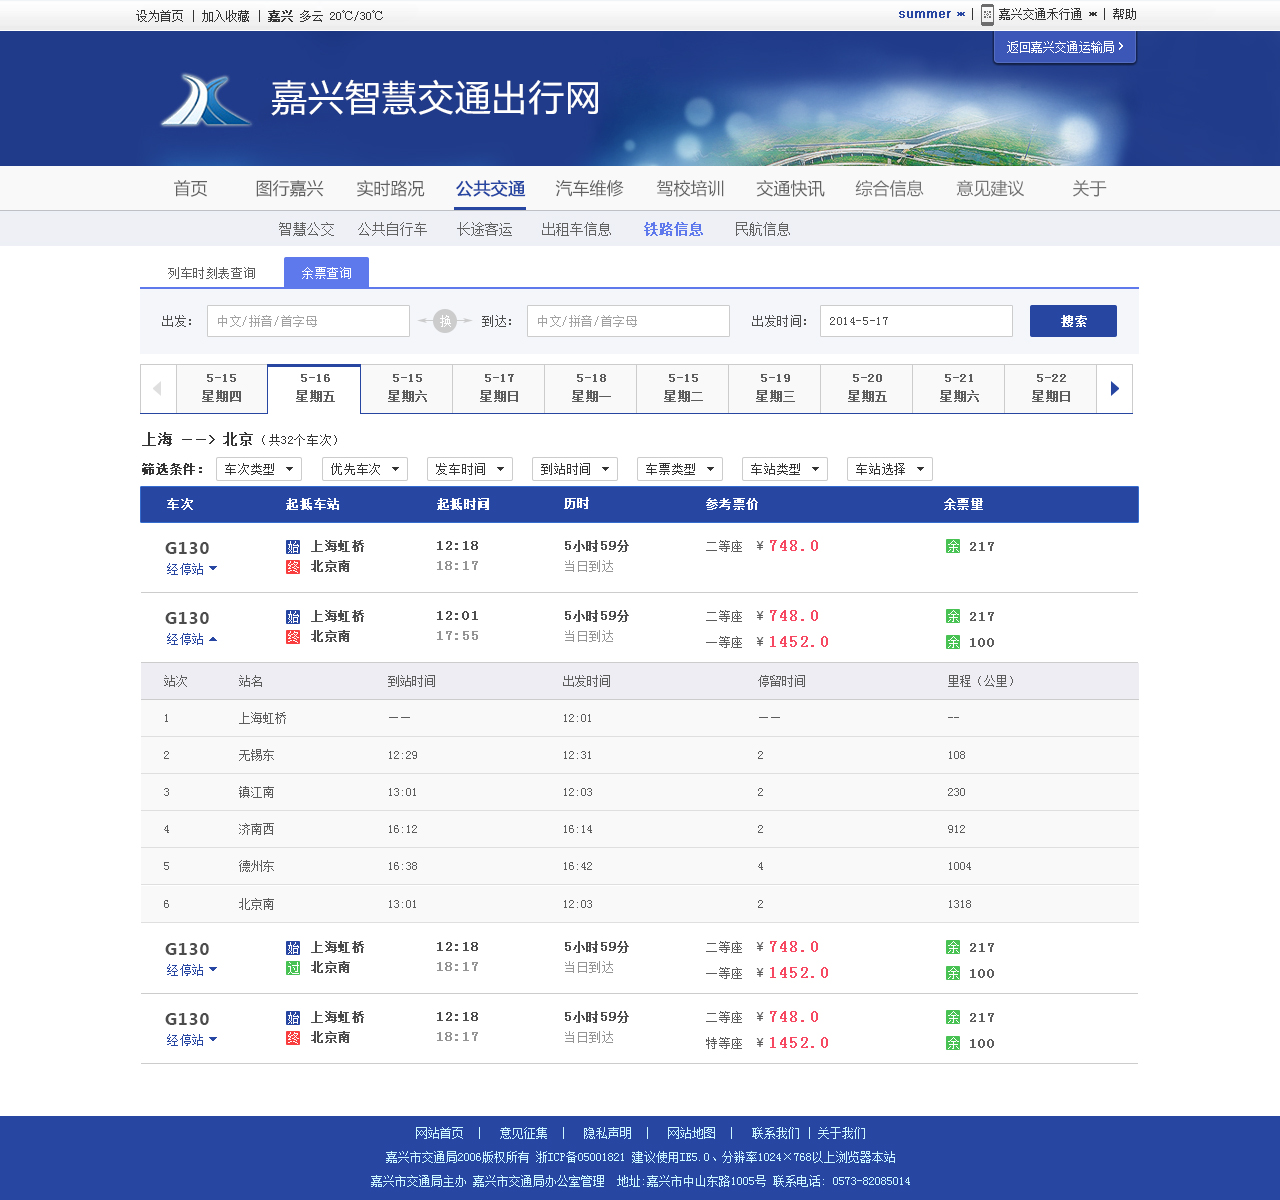 设为首页 | 加入收藏 | 嘉兴 多云 20℃/30℃ summer | 嘉兴交通禾行通 | 帮助
返回嘉兴交通运输局
嘉兴智慧交通出行网
首页 图行嘉兴 实时路况 公共交通 汽车维修 驾校培训 交通快讯 综合信息 意见建议 关于
智慧公交 公共自行车 长途客运 出租车信息 铁路信息 民航信息
列车时刻表查询 余票查询
出发: 中文/拼音/首字母 换 到达: 中文/拼音/首字母 出发时间: 2014-5-17 搜索
5-15 5-16 5-15 5-17 5-18 5-15 5-19 5-20 5-21 5-22
星期四 星期五 星期六 星期日 星期一 星期二 星期三 星期五 星期六 星期日
上海 ——> 北京（共32个车次）
筛选条件: 车次类型 优先车次 发车时间 到站时间 车票类型 车站类型 车站选择
车次 起抵车站 起抵时间 历时 参考票价 余票量
G130 始 上海虹桥 12:18 5小时59分 二等座 ¥ 748.0 余 217
经停站 终 北京南 18:17 当日到达
G130 始 上海虹桥 12:01 5小时59分 二等座 ¥ 748.0 余 217
经停站 终 北京南 17:55 当日到达 一等座 ¥ 1452.0 余 100
站次 站名 到站时间 出发时间 停留时间 里程（公里）
1 上海虹桥 —— 12:01 —— --
2 无锡东 12:29 12:31 2 108
3 镇江南 13:01 12:03 2 230
4 济南西 16:12 16:14 2 912
5 德州东 16:38 16:42 4 1004
6 北京南 13:01 12:03 2 1318
G130 始 上海虹桥 12:18 5小时59分 二等座 ¥ 748.0 余 217
经停站 过 北京南 18:17 当日到达 一等座 ¥ 1452.0 余 100
G130 始 上海虹桥 12:18 5小时59分 二等座 ¥ 748.0 余 217
经停站 终 北京南 18:17 当日到达 特等座 ¥ 1452.0 余 100
网站首页 | 意见征集 | 隐私声明 | 网站地图 | 联系我们 | 关于我们
嘉兴市交通局2006版权所有 浙ICP备05001821 建议使用IE5.0、分辨率1024×768以上浏览器本站
嘉兴市交通局主办 嘉兴市交通局办公室管理 地址:嘉兴市中山东路1005号 联系电话: 0573-82085014